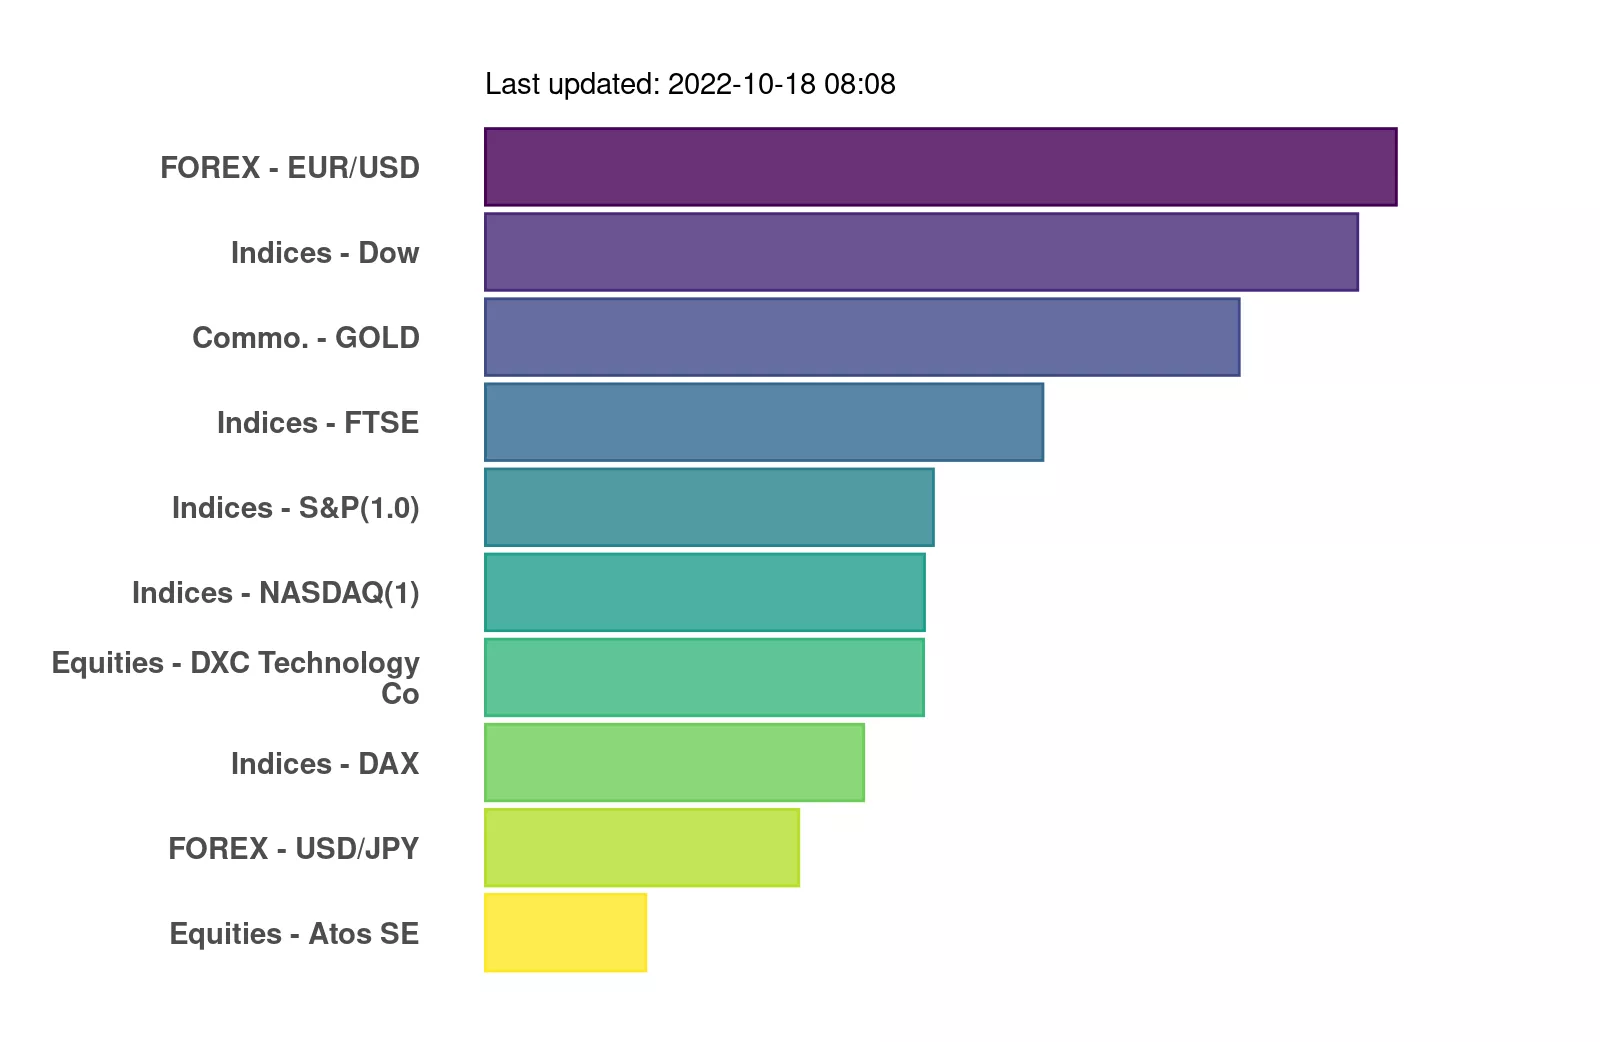 Last updated: 2022-10-18 08:08
FOREX - EUR/USD
Indices - Dow
Commo. - GOLD
Indices - FTSE
Indices - S&P(1.0)
Indices - NASDAQ(1)
Equities - DXC Technology
Co
Indices - DAX
FOREX - USD/JPY
Equities - Atos SE